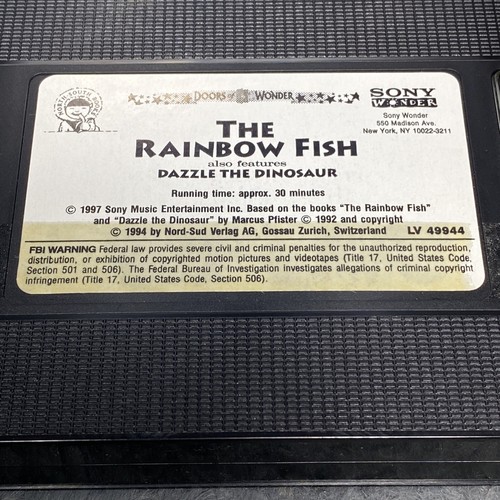 NORTH-SOUTH BOOKS
DOORS OF WONDER
SONY
WONDER
Sony Wonder
550 Madison Ave.
New York, NY 10022-3211
THE
RAINBOW FISH
also features
DAZZLE THE DINOSAUR
Running time: approx. 30 minutes
© 1997 Sony Music Entertainment Inc. Based on the books "The Rainbow Fish"
and "Dazzle the Dinosaur" by Marcus Pfister © 1992 and copyright
© 1994 by Nord-Sud Verlag AG, Gossau Zurich, Switzerland LV 49944
FBI WARNING Federal law provides severe civil and criminal penalties for the unauthorized reproduction,
distribution, or exhibition of copyrighted motion pictures and videotapes (Title 17, United States Code,
Section 501 and 506). The Federal Bureau of Investigation investigates allegations of criminal copyright
infringement (Title 17, United States Code, Section 506).